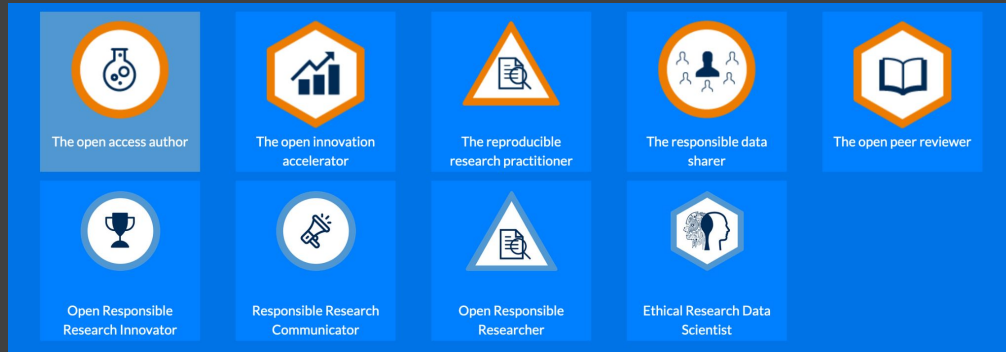 The open access author
The open innovation
accelerator
The reproducible
research practitioner
The responsible data
sharer
The open peer reviewer
Open Responsible
Research Innovator
Responsible Research
Communicator
Open Responsible
Researcher
Ethical Research Data
Scientist